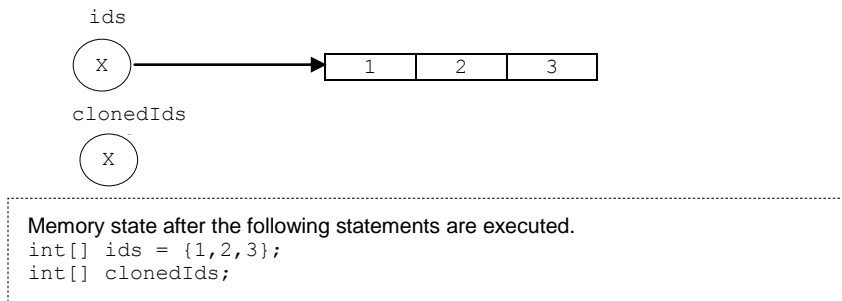 ids
X
1 2 3
clonedIds
X
Memory state after the following statements are executed.
int[] ids = {1,2,3};
int[] clonedIds;